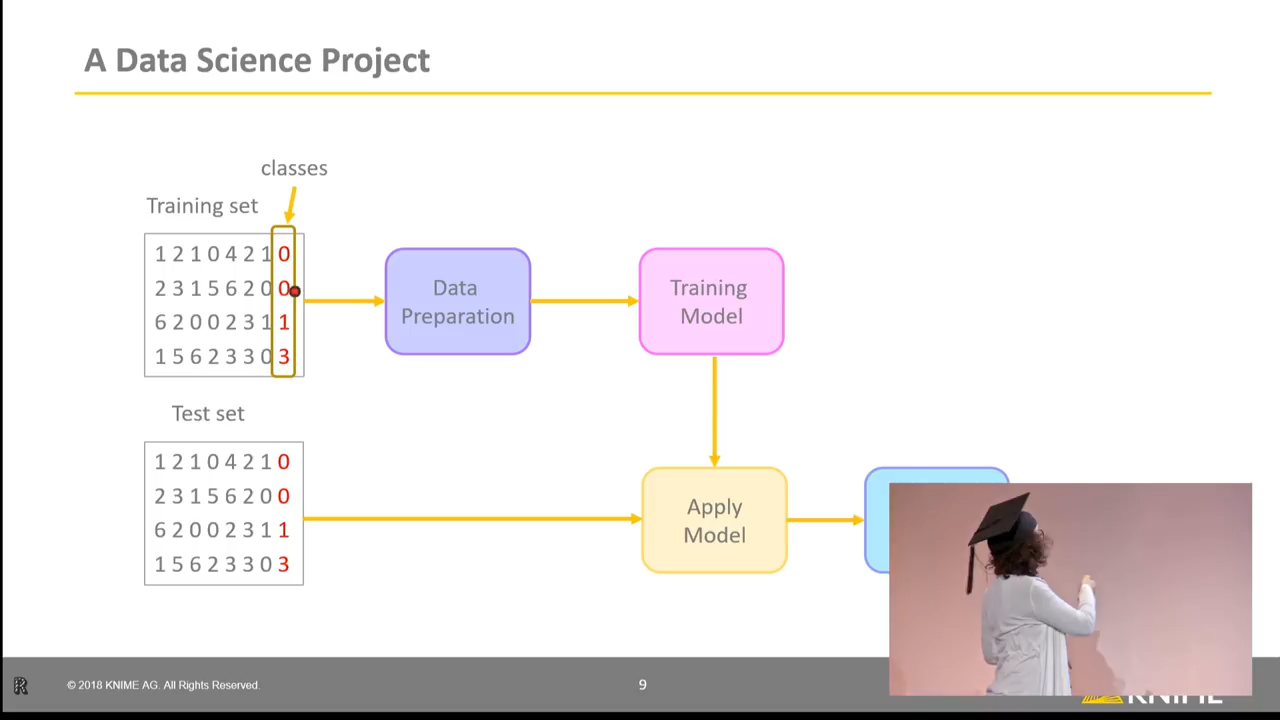 A Data Science Project
classes
Training set
1 2 1 0 4 2 1 0
2 3 1 5 6 2 0 0
6 2 0 0 2 3 1 1
1 5 6 2 3 3 0 3
Data
Preparation
Training
Model
Test set
1 2 1 0 4 2 1 0
2 3 1 5 6 2 0 0
6 2 0 0 2 3 1 1
1 5 6 2 3 3 0 3
Apply
Model
R
© 2018 KNIME AG. All Rights Reserved.
9
KNIME